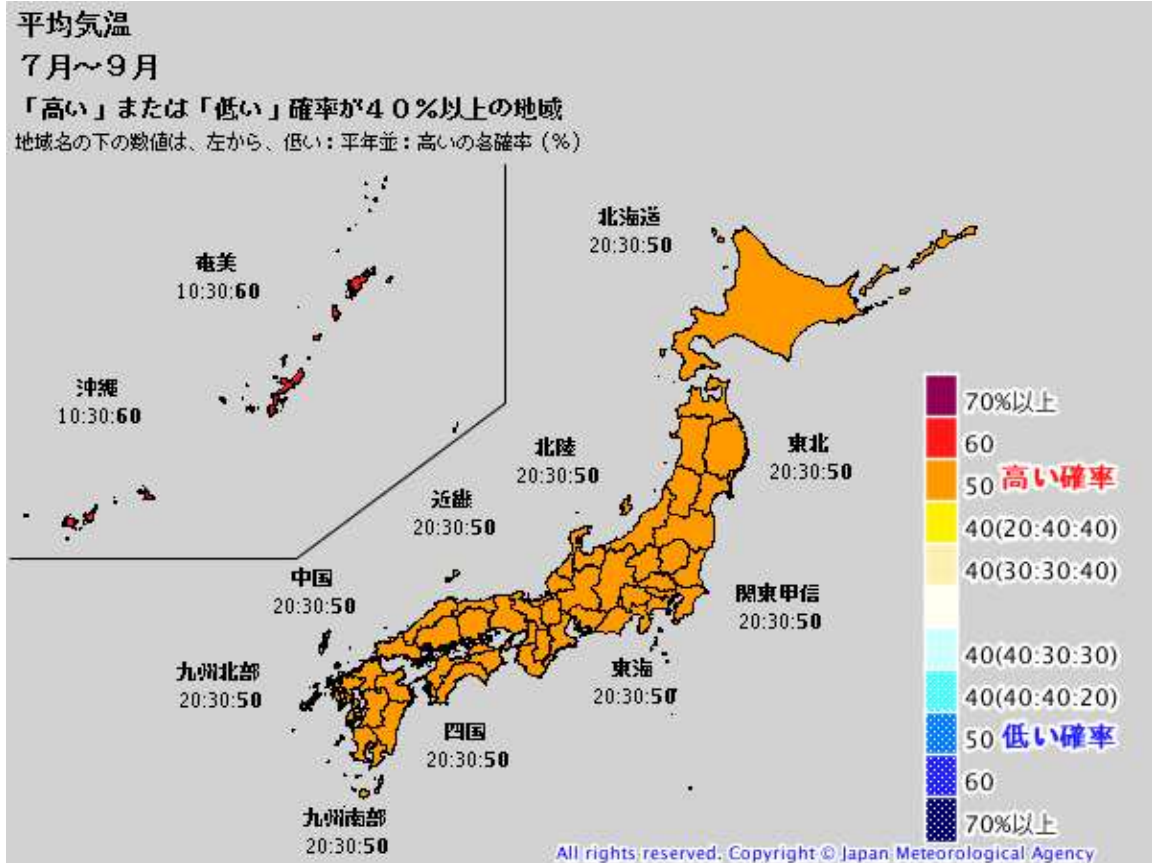 平均気温
７月～９月
「高い」または「低い」確率が４０％以上の地域
地域名の下の数値は、左から、低い：平年並：高いの各確率（％）
北海道
20:30:50
奄美
10:30:60
沖縄
10:30:60
北陸
20:30:50
東北
20:30:50
近畿
20:30:50
中国
20:30:50
関東甲信
20:30:50
九州北部
20:30:50
東海
20:30:50
四国
20:30:50
九州南部
20:30:50
70%以上
60
50 高い確率
40(20:40:40)
40(30:30:40)
40(40:30:30)
40(40:40:20)
50 低い確率
60
70%以上
All rights reserved. Copyright © Japan Meteorological Agency